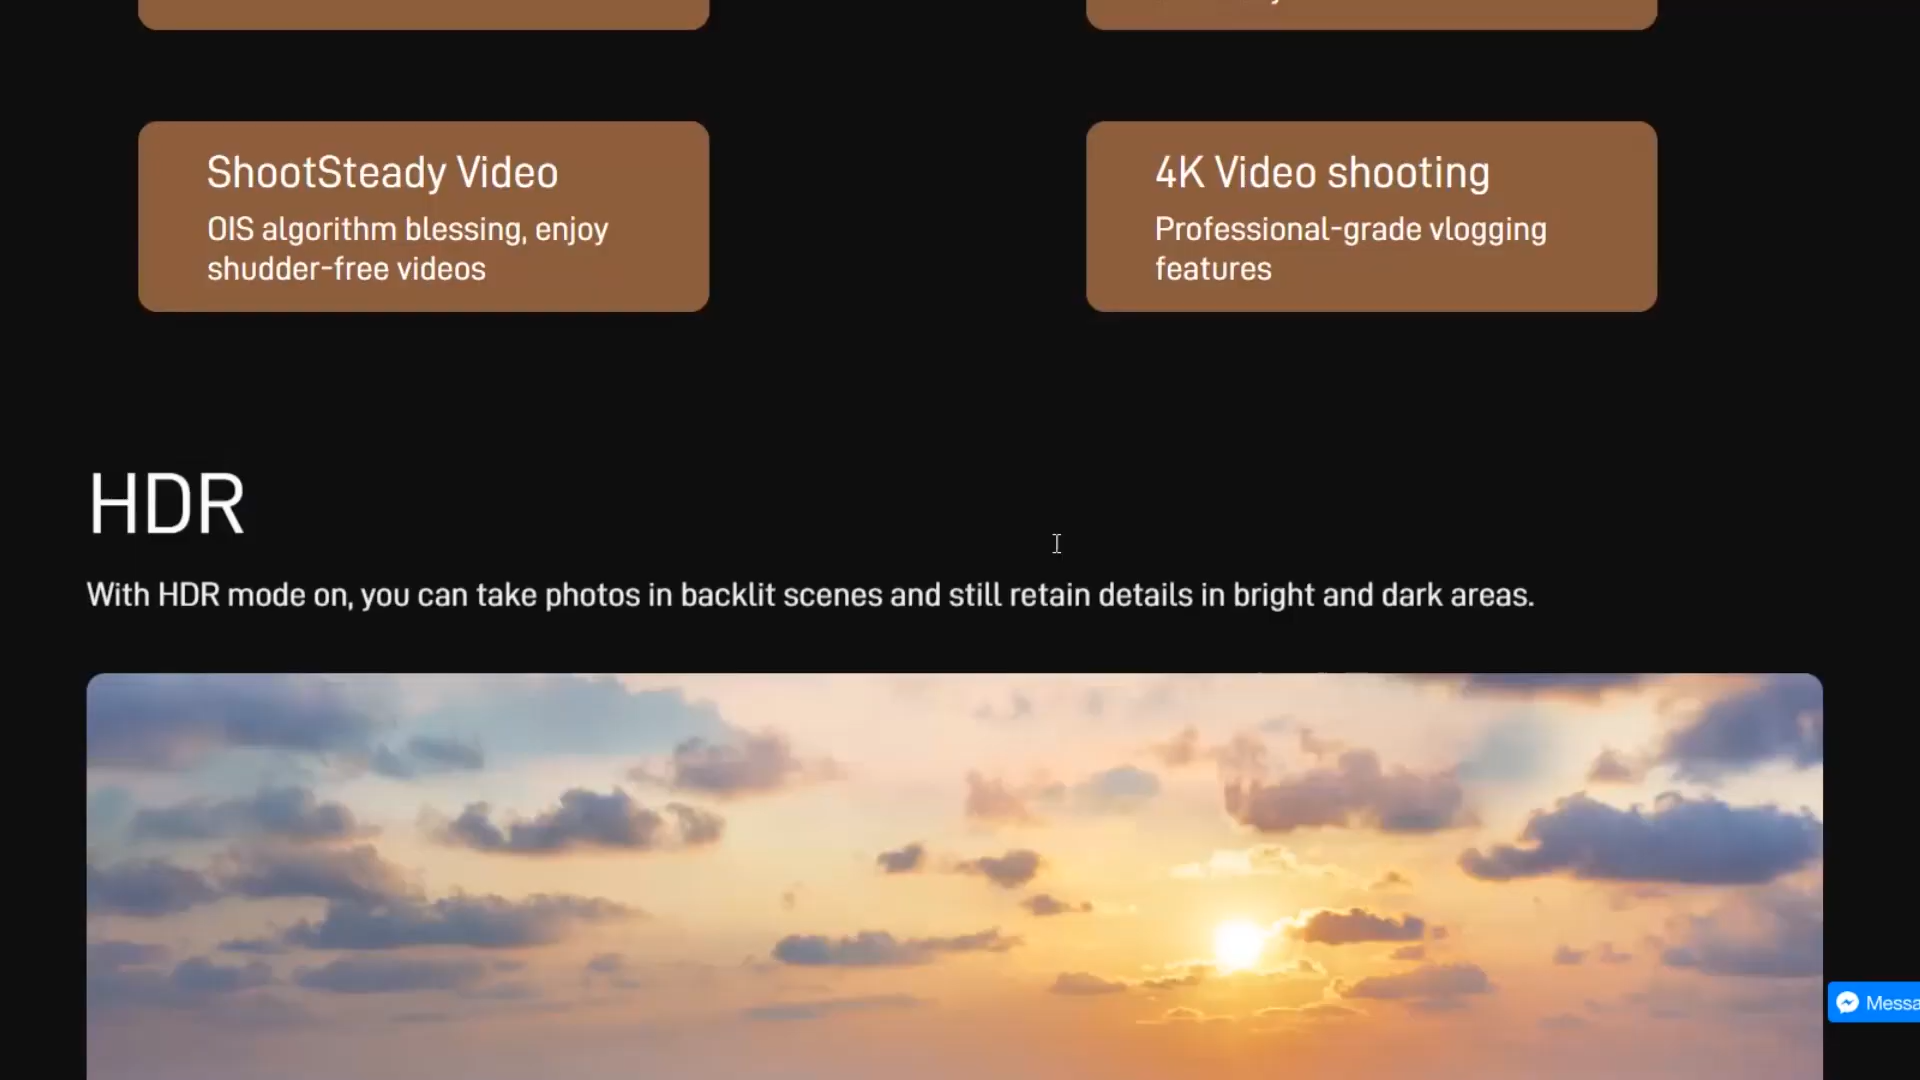 ShootSteady Video
OIS algorithm blessing, enjoy
shudder-free videos
4K Video shooting
Professional-grade vlogging
features
HDR
With HDR mode on, you can take photos in backlit scenes and still retain details in bright and dark areas.
Messa